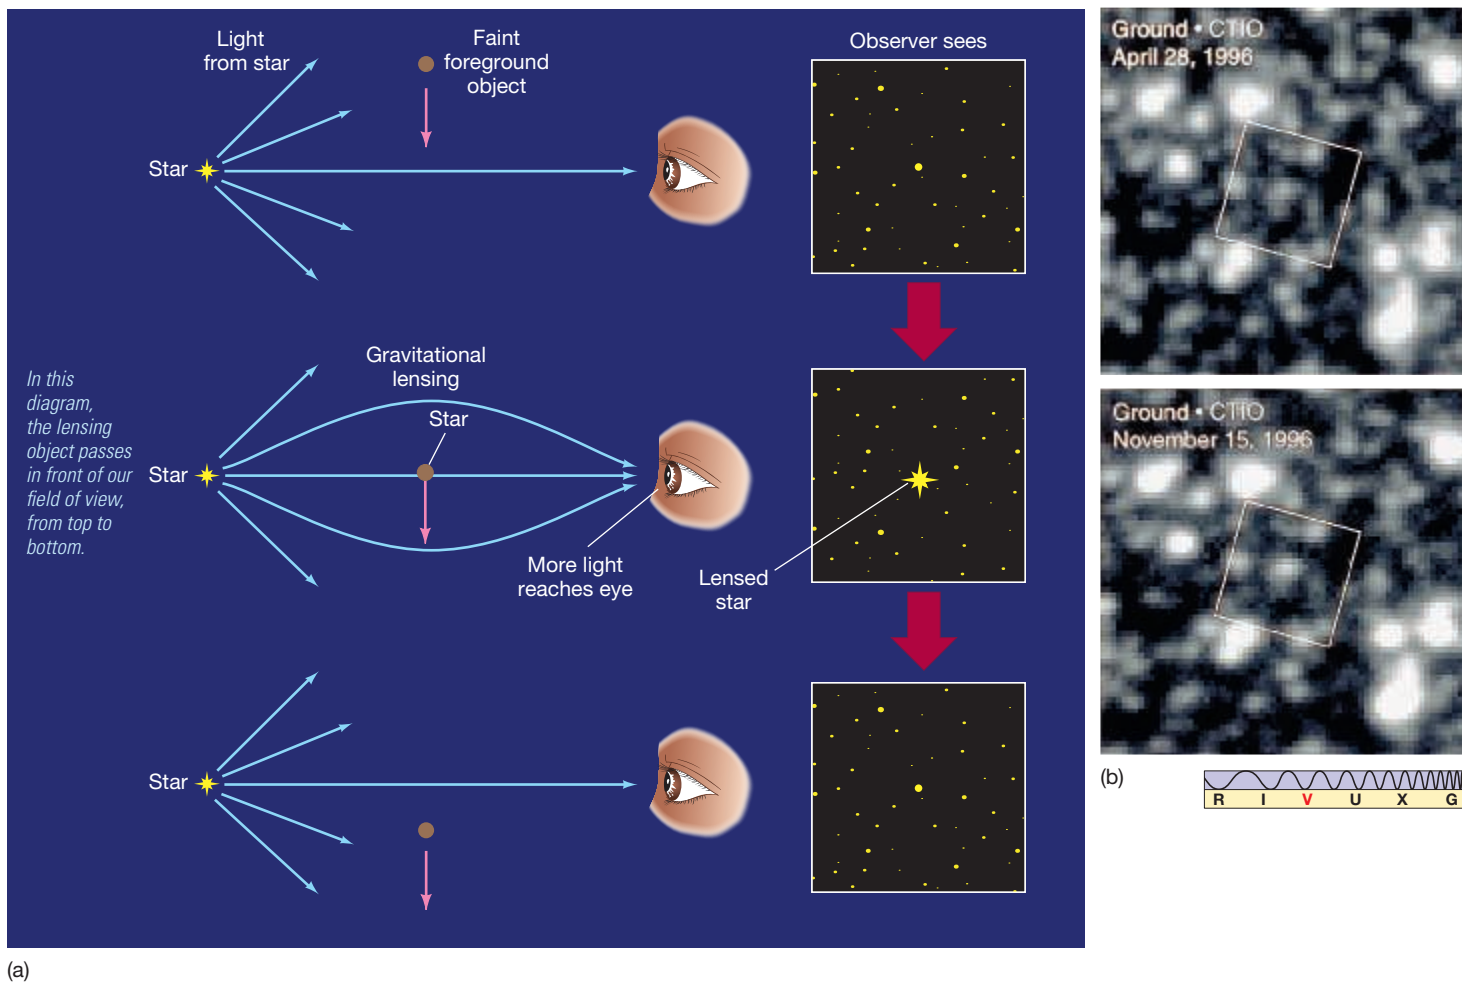 Light
from star
Faint
foreground
object
Observer sees
Star
In this
diagram,
the lensing
object passes
in front of our
field of view,
from top to
bottom.
Gravitational
lensing
Star
Star
More light
reaches eye
Lensed
star
Star
(a)
Ground • CTIO
April 28, 1996
Ground • CTIO
November 15, 1996
(b)
R I V U X G